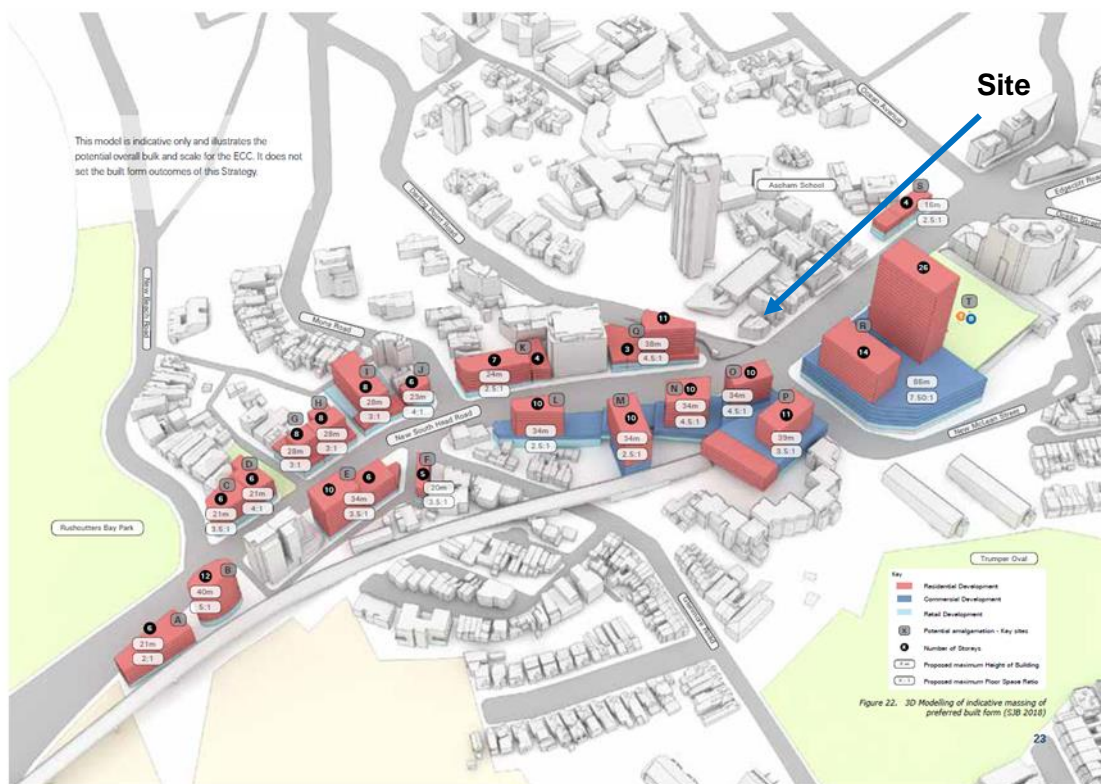 Site
This model is indicative only and illustrates the
potential overall bulk and scale for the ECC. It does
not set the built form outcomes of this Strategy.
Ocean Avenue
Edgecliff Road
Ocean Street
Ascham School
S
4
16m
2.5:1
Darling Point Road
New Beach Road
Mona Road
26
T
R
14
86m
7.50:1
New McLean Street
11
Q
3
38m
4.5:1
K
7
4
24m
2.5:1
I
8
28m
3:1
J
6
23m
4:1
O
10
34m
4.5:1
N
10
34m
4.5:1
P
11
39m
3.5:1
L
10
34m
2.5:1
M
10
34m
2.5:1
New South Head Road
H
8
28m
3:1
G
8
28m
3:1
F
5
20m
3.5:1
E
10
6
34m
3.5:1
D
6
21m
4:1
C
6
21m
3.5:1
Rushcutters Bay Park
B
12
40m
5:1
A
6
21m
2:1
Glenmore Road
Trumper Oval
Key
Residential Development
Commercial Development
Retail Development
Potential amalgamation - Key sites
Number of Storeys
Proposed maximum Height of Building
Proposed maximum Floor Space Ratio
Figure 22. 3D Modelling of indicative massing of
preferred built form (SJB 2018)
23